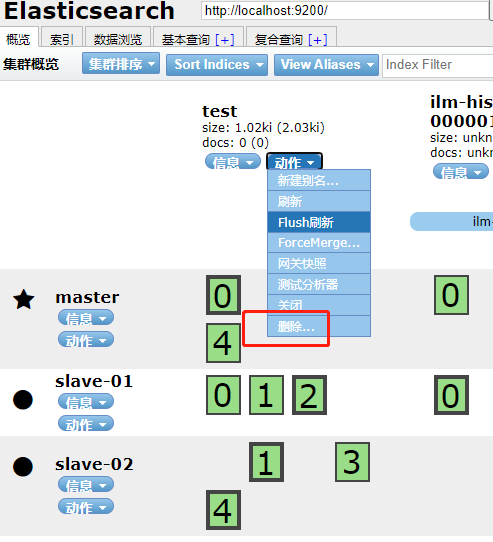 Elasticsearch
http://localhost:9200/
概览 索引 数据浏览 基本查询 [+] 复合查询 [+]
集群概览 集群排序 Sort Indices View Aliases Index Filter
test
size: 1.02ki (2.03ki)
docs: 0 (0)
信息 动作
ilm-his
000001
size: unkn
docs: unkn
信息
新建别名...
刷新
Flush刷新
ForceMerge...
网关快照
测试分析器
关闭
删除...
ilm-
master
信息
动作
0
4
0
slave-01
信息
动作
0 1 2 0
slave-02
信息
动作
1 3
4